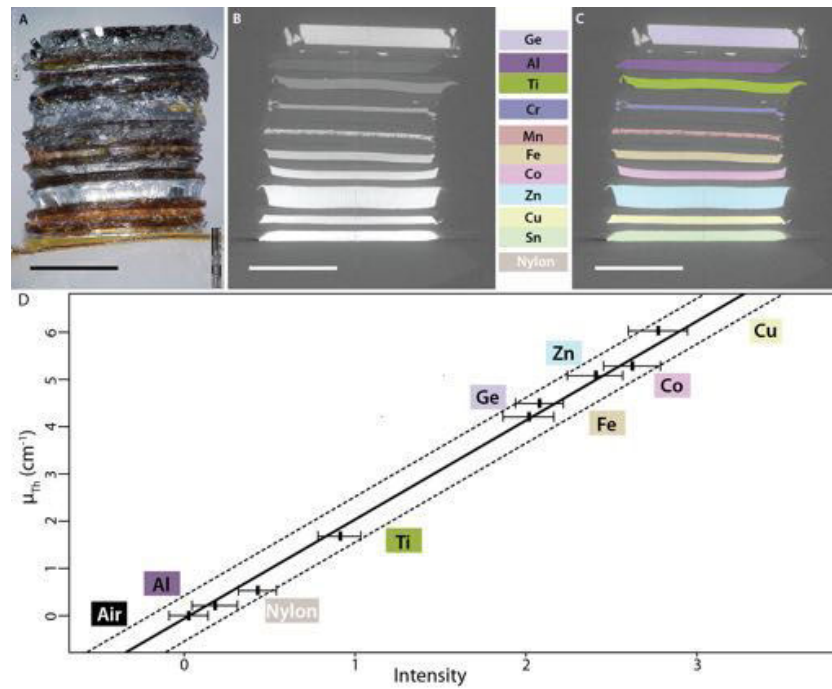 A
B
C
Ge
Al
Ti
Cr
Mn
Fe
Co
Zn
Cu
Sn
Nylon
D
6
5
4
3
2
1
0
μTh (cm⁻¹)
Zn
Cu
Ge
Co
Fe
Ti
Al
Air
Nylon
0
1
2
3
Intensity